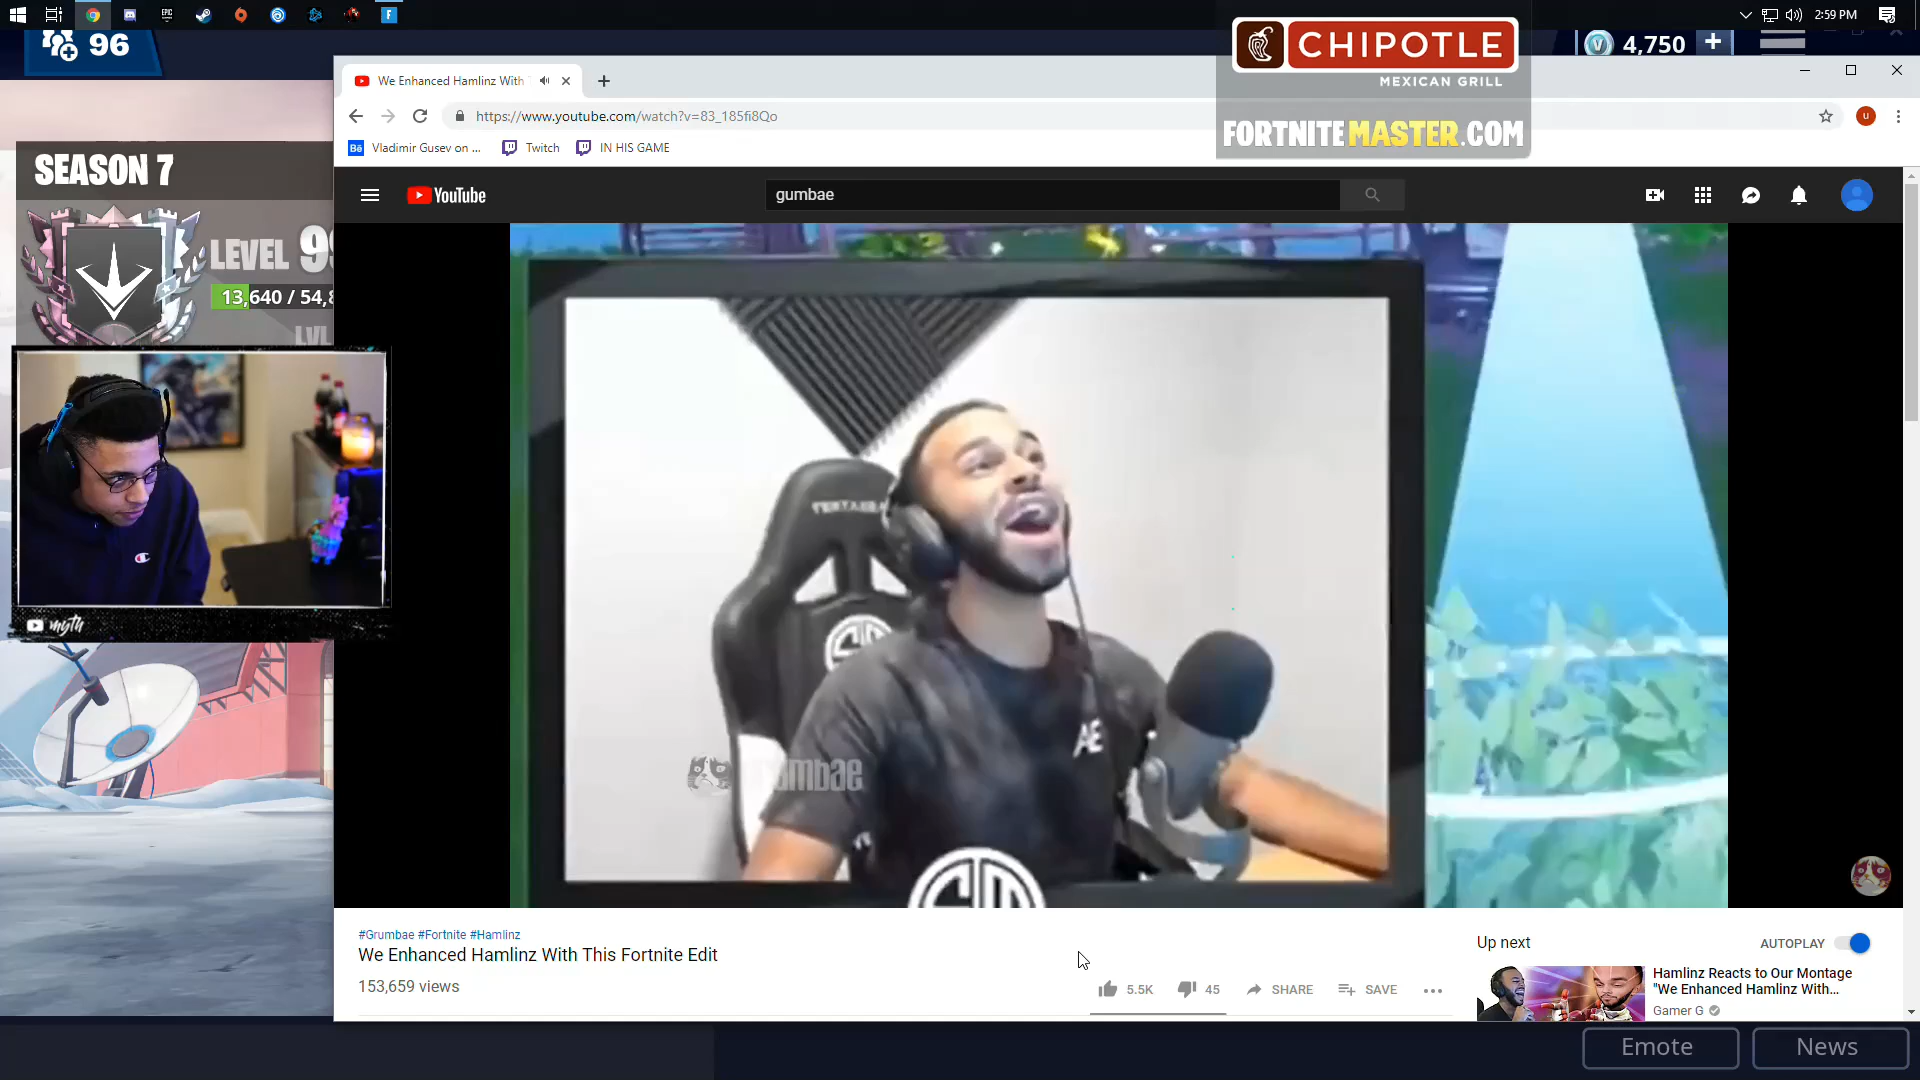 2:59 PM
96
4,750
CHIPOTLE
MEXICAN GRILL
FORTNITEMASTER.COM
We Enhanced Hamlinz With
https://www.youtube.com/watch?v=83_185fi8Qo
Vladimir Gusev on ...
Twitch
IN HIS GAME
YouTube
gumbae
SEASON 7
LEVEL 99
13,640 / 54,8
LVL
myth
#Grumbae #Fortnite #Hamlinz
We Enhanced Hamlinz With This Fortnite Edit
153,659 views
5.5K
45
SHARE
SAVE
Up next
AUTOPLAY
Hamlinz Reacts to Our Montage
"We Enhanced Hamlinz With...
Gamer G
Emote
News